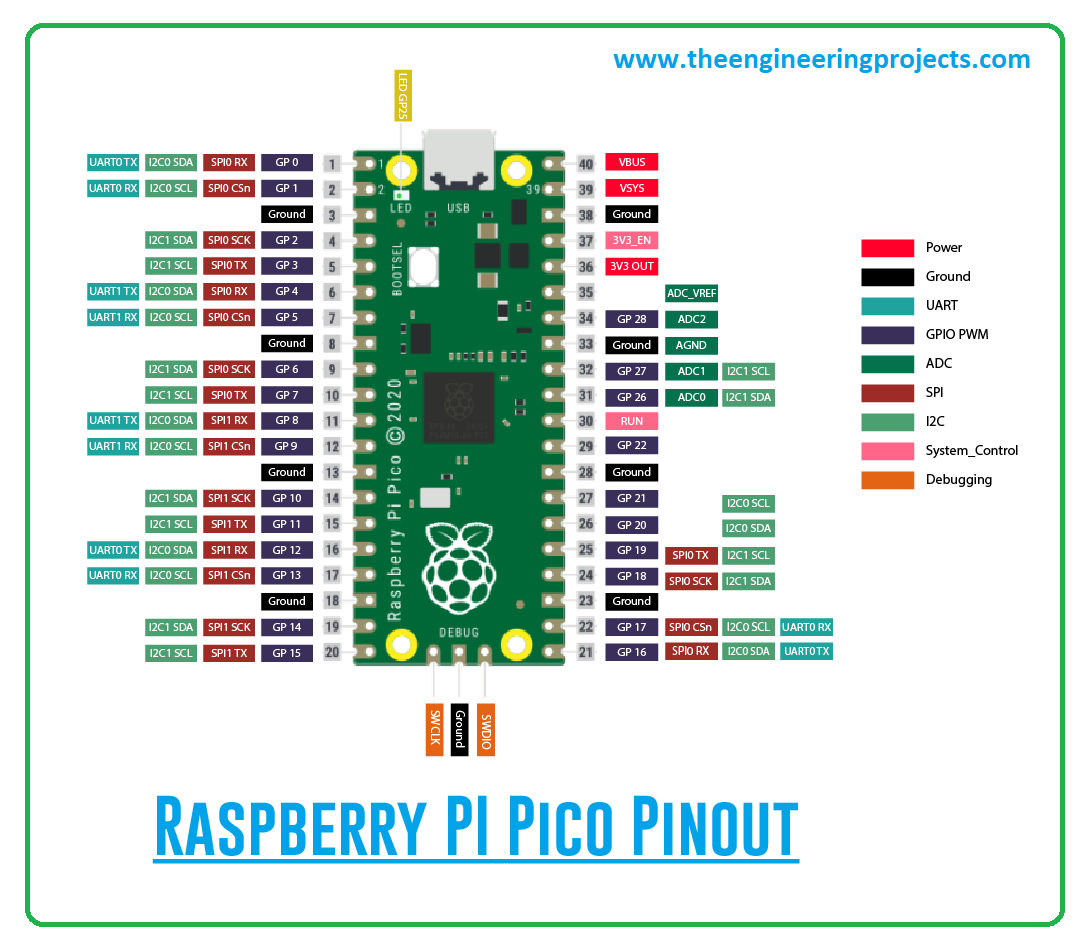 www.theengineeringprojects.com
LED GP25
UART0 TX I2C0 SDA SPI0 RX GP 0 1 1 40 VBUS
UART0 RX I2C0 SCL SPI0 CSn GP 1 2 2 39 39 VSYS
Ground 3 LED USB 38 Ground
I2C1 SDA SPI0 SCK GP 2 4 37 3V3_EN
I2C1 SCL SPI0 TX GP 3 5 BOOTSEL 36 3V3 OUT
UART1 TX I2C0 SDA SPI0 RX GP 4 6 35 ADC_VREF
UART1 RX I2C0 SCL SPI0 CSn GP 5 7 34 GP 28 ADC2
Ground 8 33 Ground AGND
I2C1 SDA SPI0 SCK GP 6 9 32 GP 27 ADC1 I2C1 SCL
I2C1 SCL SPI0 TX GP 7 10 31 GP 26 ADC0 I2C1 SDA
UART1 TX I2C0 SDA SPI1 RX GP 8 11 30 RUN
UART1 RX I2C0 SCL SPI1 CSn GP 9 12 29 GP 22
Ground 13 28 Ground
I2C1 SDA SPI1 SCK GP 10 14 27 GP 21 I2C0 SCL
I2C1 SCL SPI1 TX GP 11 15 26 GP 20 I2C0 SDA
UART0 TX I2C0 SDA SPI1 RX GP 12 16 25 GP 19 SPI0 TX I2C1 SCL
UART0 RX I2C0 SCL SPI1 CSn GP 13 17 24 GP 18 SPI0 SCK I2C1 SDA
Ground 18 23 Ground
I2C1 SDA SPI1 SCK GP 14 19 22 GP 17 SPI0 CSn I2C0 SCL UART0 RX
I2C1 SCL SPI1 TX GP 15 20 21 GP 16 SPI0 RX I2C0 SDA UART0 TX
Raspberry Pi Pico ©2020
DEBUG
SWCLK Ground SWDIO
Power
Ground
UART
GPIO PWM
ADC
SPI
I2C
System_Control
Debugging
RASPBERRY PI PICO PINOUT